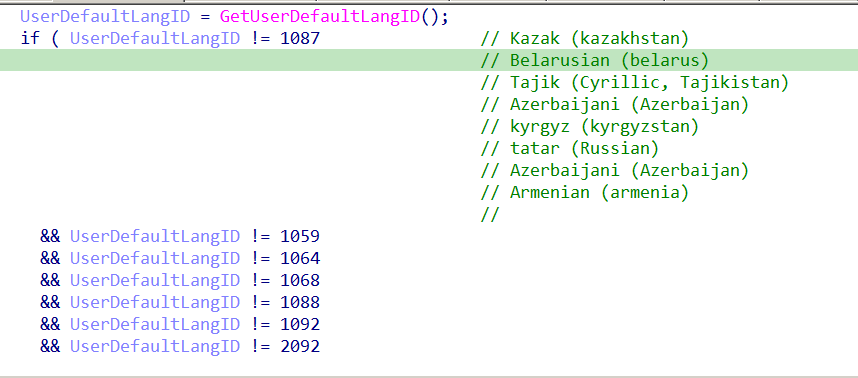 UserDefaultLangID = GetUserDefaultLangID();
if ( UserDefaultLangID != 1087 // Kazak (kazakhstan)
// Belarusian (belarus)
// Tajik (Cyrillic, Tajikistan)
// Azerbaijani (Azerbaijan)
// kyrgyz (kyrgyzstan)
// tatar (Russian)
// Azerbaijani (Azerbaijan)
// Armenian (armenia)
//
&& UserDefaultLangID != 1059
&& UserDefaultLangID != 1064
&& UserDefaultLangID != 1068
&& UserDefaultLangID != 1088
&& UserDefaultLangID != 1092
&& UserDefaultLangID != 2092